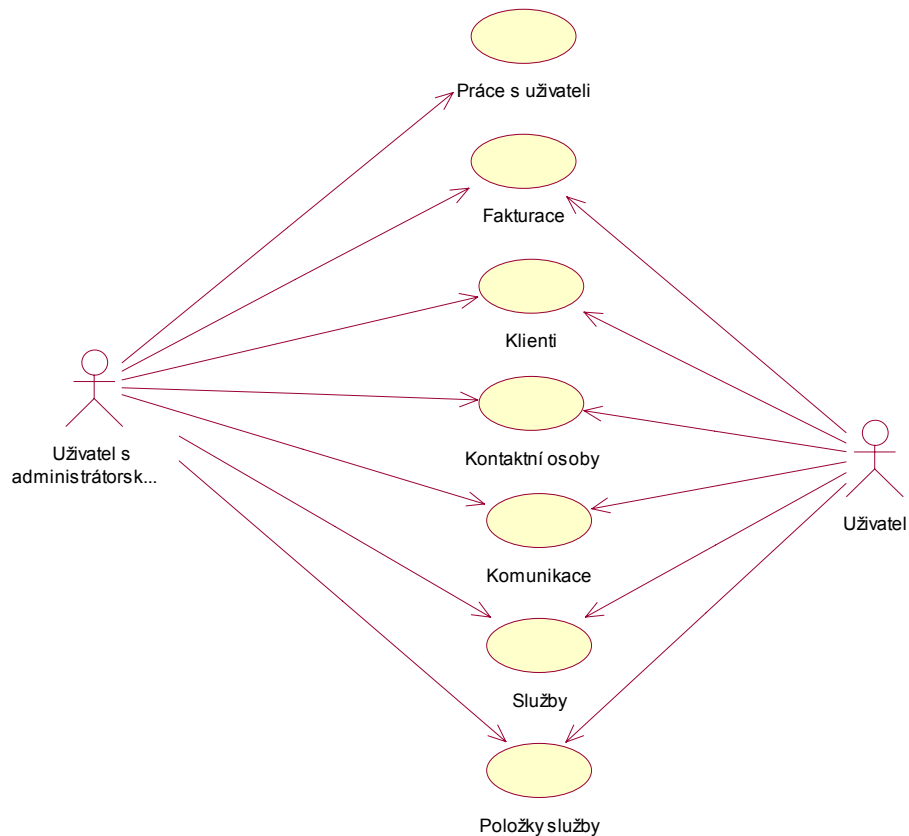 Práce s uživateli
Fakturace
Klienti
Kontaktní osoby
Uživatel s
administrátorsk...
Uživatel
Komunikace
Služby
Položky služby